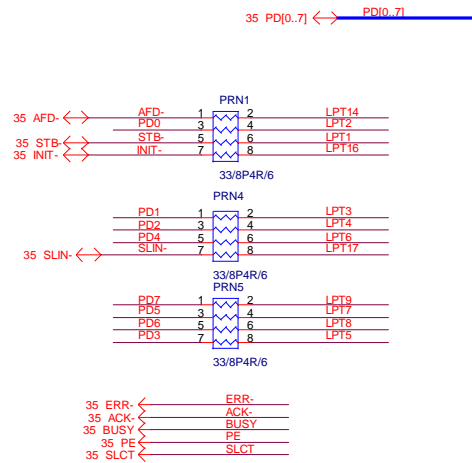 35 PD[0..7] PD[0..7]
PRN1
35 AFD- AFD- 1 2 LPT14
PD0 3 4 LPT2
35 STB- STB- 5 6 LPT1
35 INIT- INIT- 7 8 LPT16
33/8P4R/6
PRN4
PD1 1 2 LPT3
PD2 3 4 LPT4
PD4 5 6 LPT6
35 SLIN- SLIN- 7 8 LPT17
33/8P4R/6
PRN5
PD7 1 2 LPT9
PD5 3 4 LPT7
PD6 5 6 LPT8
PD3 7 8 LPT5
33/8P4R/6
35 ERR- ERR-
35 ACK- ACK-
35 BUSY BUSY
35 PE PE
35 SLCT SLCT